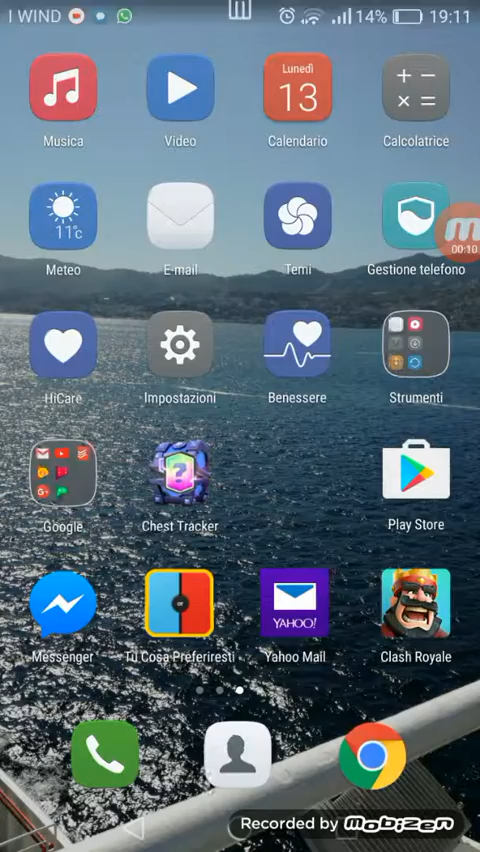 I WIND 14% 19:11
Lunedì
13
Musica Video Calendario Calcolatrice
11°c
00:10
Meteo E-mail Temi Gestione telefono
HiCare Impostazioni Benessere Strumenti
?
Google Chest Tracker Play Store
or
YAHOO!
Messenger Tu Cosa Preferiresti Yahoo Mail Clash Royale
Recorded by mobizen